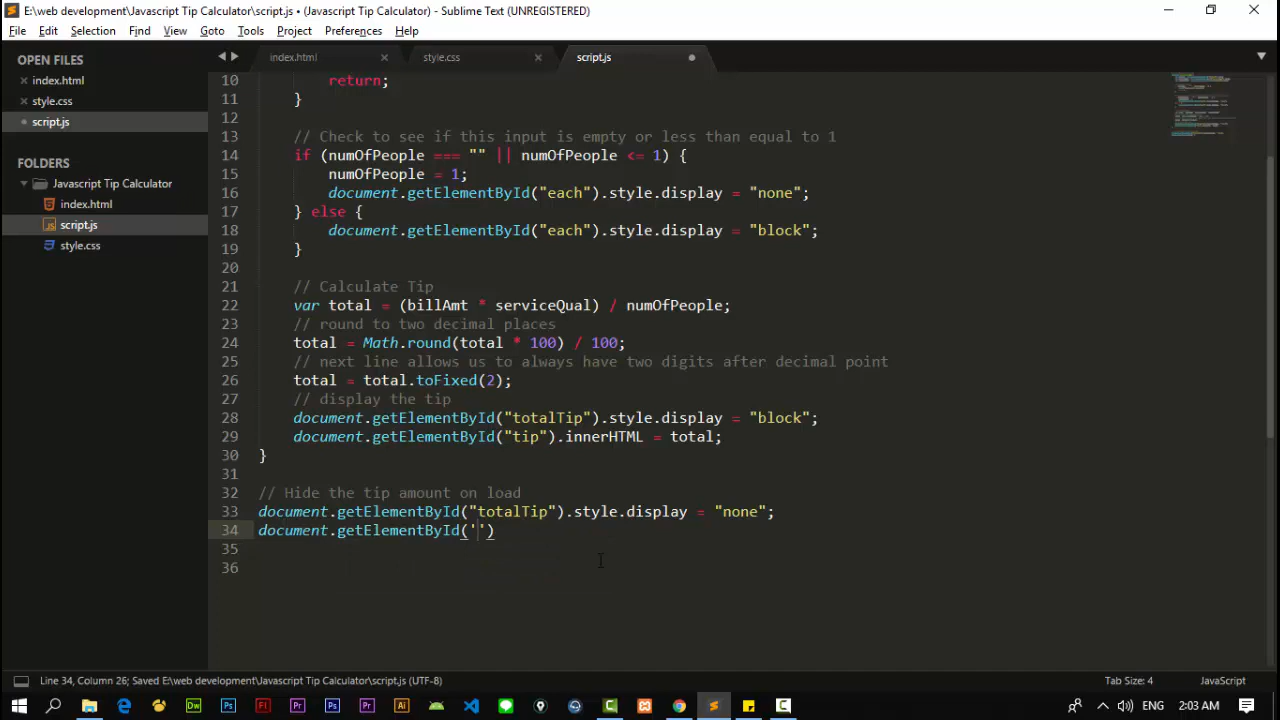 E:\web development\Javascript Tip Calculator\script.js • (Javascript Tip Calculator) - Sublime Text (UNREGISTERED)
File Edit Selection Find View Goto Tools Project Preferences Help
OPEN FILES
index.html
style.css
script.js
FOLDERS
Javascript Tip Calculator
index.html
script.js
style.css
index.html style.css script.js
10 return;
11 }
12
13 // Check to see if this input is empty or less than equal to 1
14 if (numOfPeople === "" || numOfPeople <= 1) {
15 numOfPeople = 1;
16 document.getElementById("each").style.display = "none";
17 } else {
18 document.getElementById("each").style.display = "block";
19 }
20
21 // Calculate Tip
22 var total = (billAmt * serviceQual) / numOfPeople;
23 // round to two decimal places
24 total = Math.round(total * 100) / 100;
25 // next line allows us to always have two digits after decimal point
26 total = total.toFixed(2);
27 // display the tip
28 document.getElementById("totalTip").style.display = "block";
29 document.getElementById("tip").innerHTML = total;
30 }
31
32 // Hide the tip amount on load
33 document.getElementById("totalTip").style.display = "none";
34 document.getElementById('')
35
36
Line 34, Column 26; Saved E:\web development\Javascript Tip Calculator\script.js (UTF-8) Tab Size: 4 JavaScript
Dw Ps Fl Pr Ps Pr Ai ENG 2:03 AM